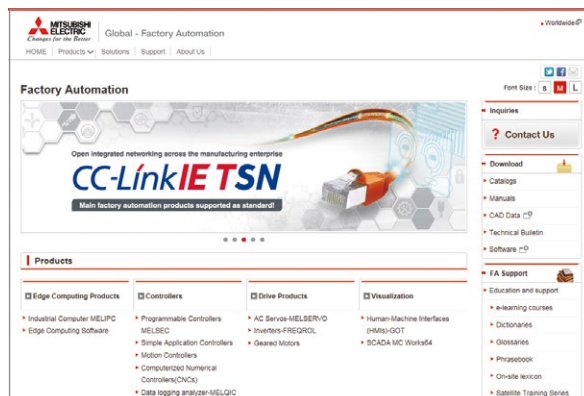 MITSUBISHI
ELECTRIC
Changes for the Better
Global - Factory Automation
Worldwide
HOME Products Solutions Support About Us
Factory Automation
Font Size : S M L
Open integrated networking across the manufacturing enterprise
CC-Link IE TSN
Main factory automation products supported as standard!
Products
Edge Computing Products
Industrial Computer MELIPC
Edge Computing Software
Controllers
Programmable Controllers
MELSEC
Simple Application Controllers
Motion Controllers
Computerized Numerical
Controllers(CNCs)
Data logging analyzer-MELQIC
Drive Products
AC Servos-MELSERVO
Inverters-FREQROL
Geared Motors
Visualization
Human-Machine Interfaces
(HMIs)-GOT
SCADA MC Works64
Inquiries
? Contact Us
Download
Catalogs
Manuals
CAD Data
Technical Bulletin
Software
FA Support
Education and support
e-learning courses
Dictionaries
Glossaries
Phrasebook
On-site lexicon
Satellite Training Series